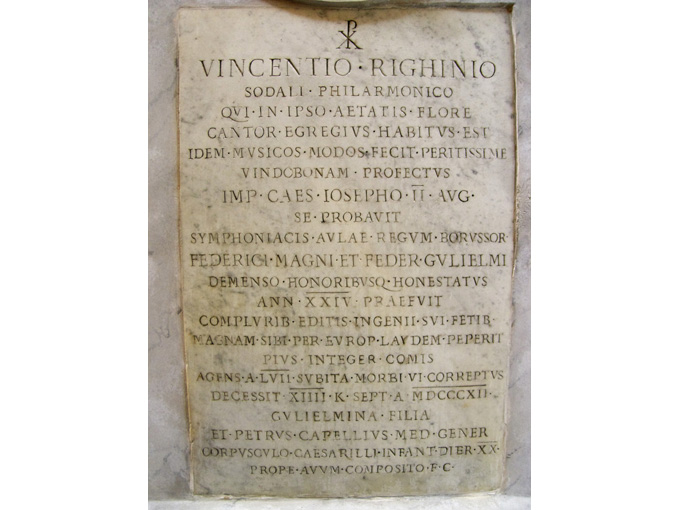 ☧
VINCENTIO · RIGHINIO
SODALI · PHILARMONICO
QVI · IN · IPSO · AETATIS · FLORE
CANTOR · EGREGIVS · HABITVS · EST
IDEM · MVSICOS · MODOS · FECIT · PERITISSIME
VINDOBONAM · PROFECTVS
IMP · CAES · IOSEPHO · II · AVG ·
SE · PROBAVIT
SYMPHONIACIS · AVLAE · REGVM · BORVSSOR
FEDERICI · MAGNI · ET · FEDER · GVLIELMI
DEMENSO · HONORIBVSQ · HONESTATVS
ANN · XXIV · PRAEFVIT
COMPLVRIB · EDITIS · INGENII · SVI · FETIB ·
MAGNAM · SIBI · PER · EVROP · LAVDEM · PEPERIT
PIVS · INTEGER · COMIS
AGENS · A · LVII · SVBITA · MORBI · VI · CORREPTVS
DECESSIT · XIIII · K · SEPT · A · MDCCCXII ·
GVLIELMINA · FILIA
ET · PETRVS · CAPELLIVS · MED · GENER
CORPVSCVLO · CAESARILLI · INFANT · DIER · XX ·
PROPE · AVVM · COMPOSITO · F · C ·